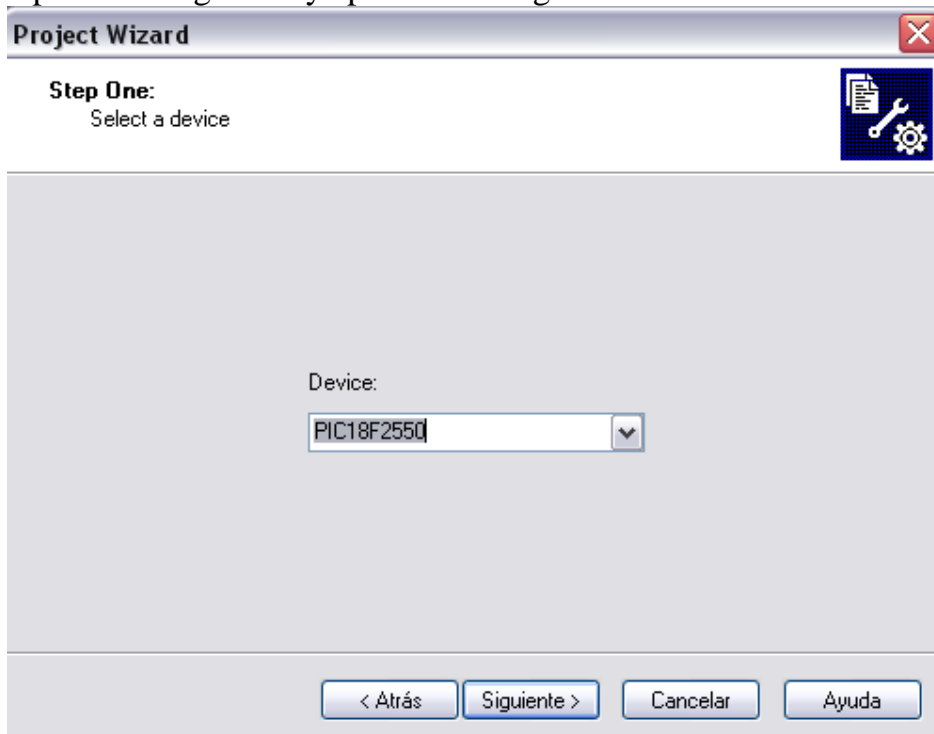 Project Wizard
Step One:
Select a device
Device:
PIC18F2550
< Atrás
Siguiente >
Cancelar
Ayuda